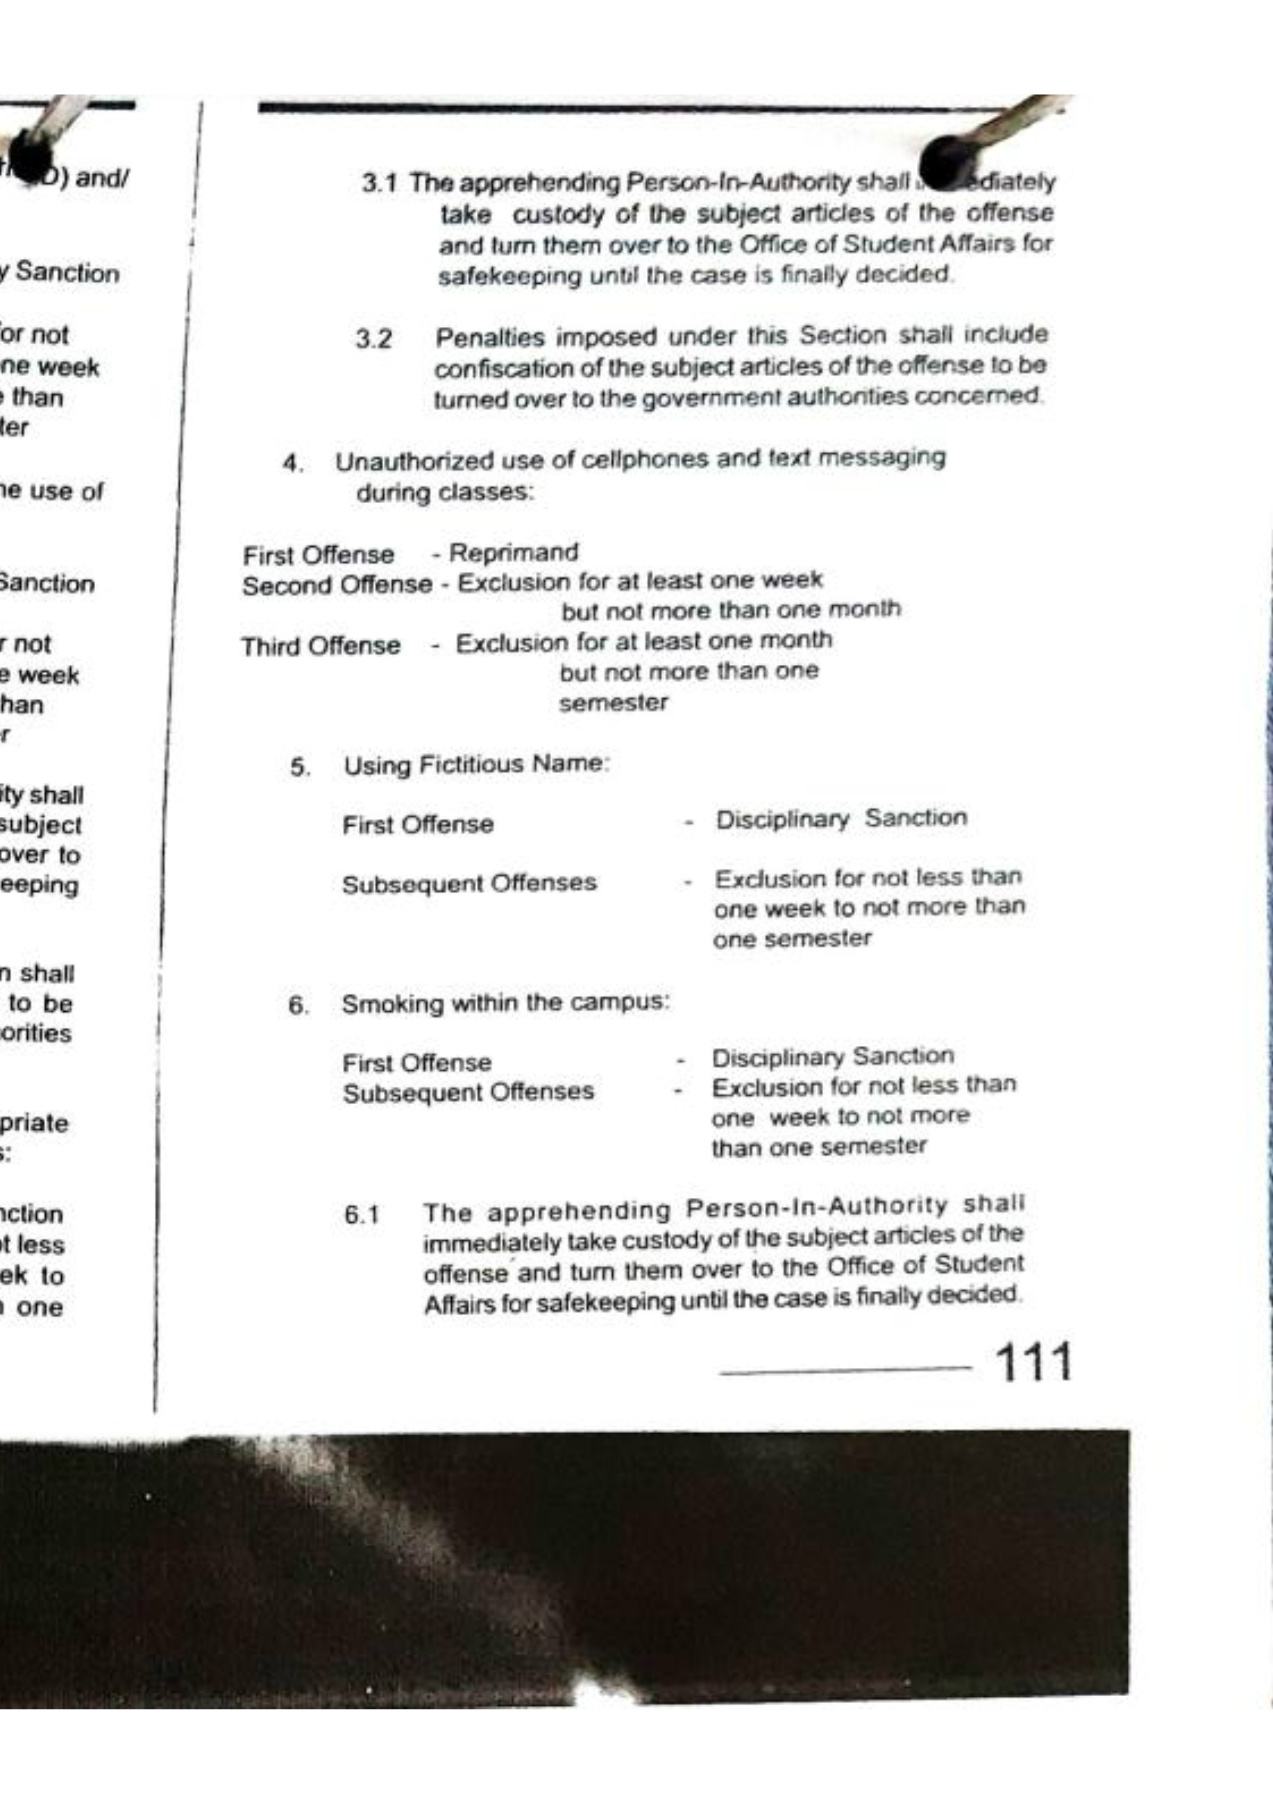 D) and/
y Sanction
for not
ne week
than
ter
ne use of
Sanction
r not
e week
han
r
ity shall
subject
over to
eeping
n shall
to be
orities
priate
s:
nction
ot less
ek to
one
3.1 The apprehending Person-In-Authority shall
take custody of the subject articles of the offense
and turn them over to the Office of Student Affairs for
safekeeping until the case is finally decided.
3.2 Penalties imposed under this Section shall include
confiscation of the subject articles of the offense to be
turned over to the government authorities concerned.
4. Unauthorized use of cellphones and text messaging
during classes:
First Offense - Reprimand
Second Offense - Exclusion for at least one week
but not more than one month
Third Offense - Exclusion for at least one month
but not more than one
semester
5. Using Fictitious Name:
First Offense - Disciplinary Sanction
Subsequent Offenses - Exclusion for not less than
one week to not more than
one semester
6. Smoking within the campus:
First Offense - Disciplinary Sanction
Subsequent Offenses - Exclusion for not less than
one week to not more
than one semester
6.1 The apprehending Person-In-Authority shall
immediately take custody of the subject articles of the
offense and turn them over to the Office of Student
Affairs for safekeeping until the case is finally decided.
111